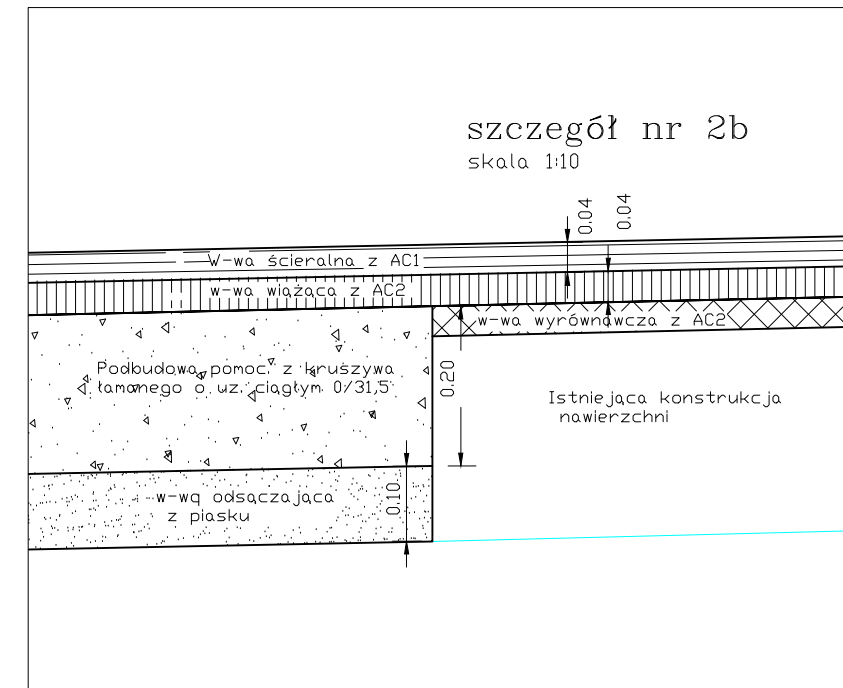 szczegół nr 2b
skala 1:10
0.04
0.04
W-wa ścieralna z AC1
w-wa wiążąca z AC2
w-wa wyrównawcza z AC2
Podbudowa pomoc. z kruszywa
łamanego o uz. ciągłym 0/31,5
0.20
Istniejąca konstrukcja
nawierzchni
w-wq odsączająca
z piasku
0.10